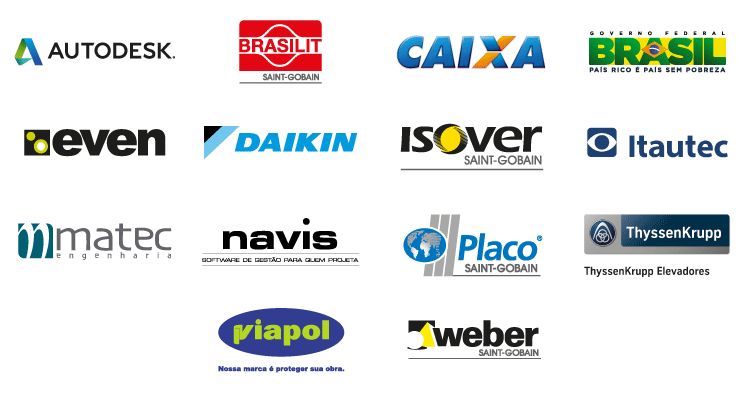 AUTODESK.
BRASILIT
SAINT-GOBAIN
CAIXA
GOVERNO FEDERAL
BRASIL
PAÍS RICO É PAÍS SEM POBREZA
even
DAIKIN
ISOVER
SAINT-GOBAIN
Itautec
matec
engenharia
navis
SOFTWARE DE GESTÃO PARA QUEM PROJETA
Placo®
SAINT-GOBAIN
ThyssenKrupp
ThyssenKrupp Elevadores
viapol
Nossa marca é proteger sua obra.
weber
SAINT-GOBAIN